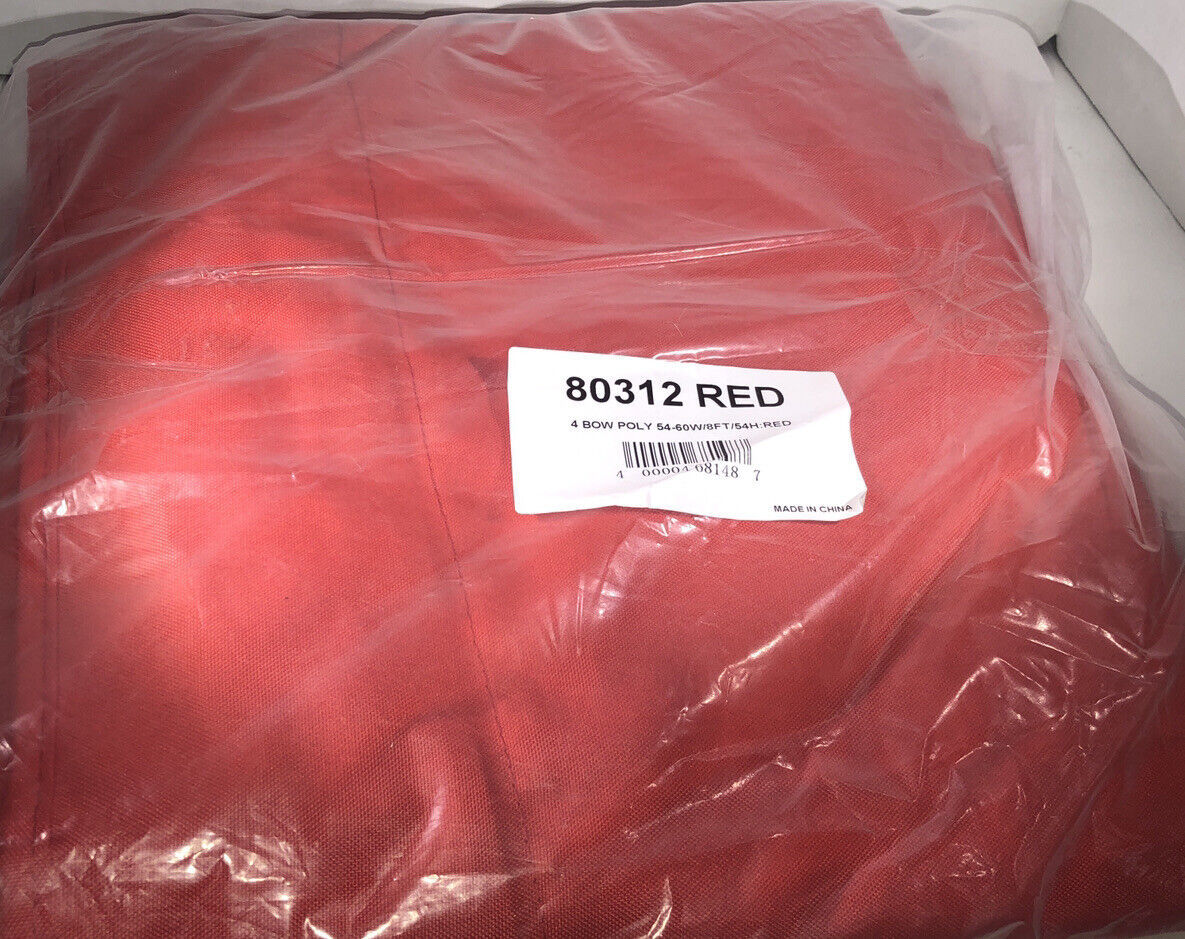 80312 RED
4 BOW POLY 54-60W/8FT/54H:RED
4 00004 08148 7
MADE IN CHINA